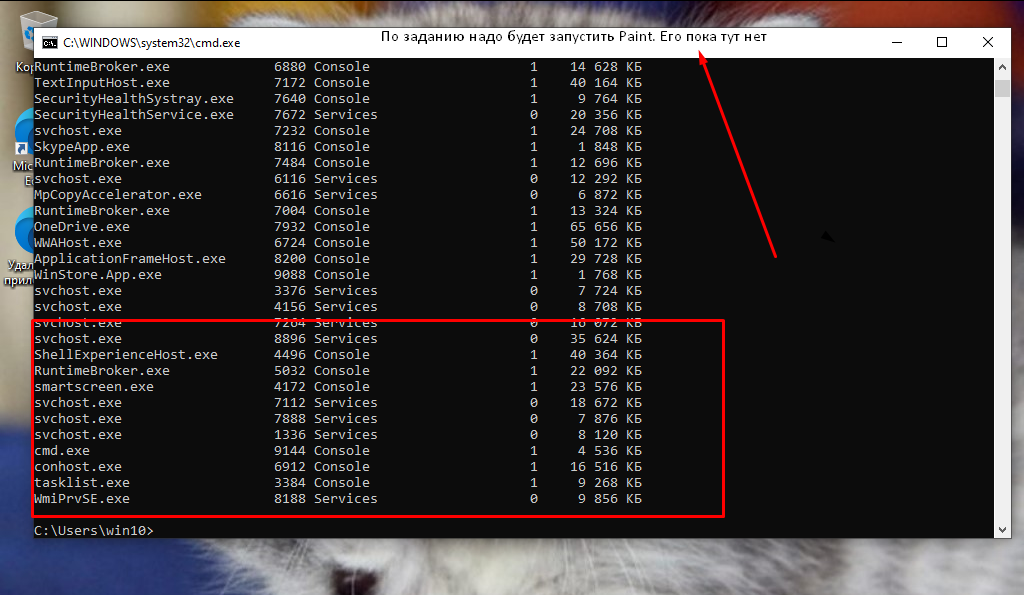 По заданию надо будет запустить Paint. Его пока тут нет
C:\WINDOWS\system32\cmd.exe
RuntimeBroker.exe 6880 Console 1 14 628 КБ
TextInputHost.exe 7172 Console 1 40 164 КБ
SecurityHealthSystray.exe 7640 Console 1 9 764 КБ
SecurityHealthService.exe 7672 Services 0 20 356 КБ
svchost.exe 7232 Console 1 24 708 КБ
SkypeApp.exe 8116 Console 1 1 848 КБ
RuntimeBroker.exe 7484 Console 1 12 696 КБ
svchost.exe 6116 Services 0 12 292 КБ
MpCopyAccelerator.exe 6616 Services 0 6 872 КБ
RuntimeBroker.exe 7004 Console 1 13 324 КБ
OneDrive.exe 7932 Console 1 65 656 КБ
WWAHost.exe 6724 Console 1 50 172 КБ
ApplicationFrameHost.exe 8200 Console 1 29 728 КБ
WinStore.App.exe 9088 Console 1 1 768 КБ
svchost.exe 3376 Services 0 7 724 КБ
svchost.exe 4156 Services 0 8 708 КБ
svchost.exe 7264 Services 0 16 072 КБ
svchost.exe 8896 Services 0 35 624 КБ
ShellExperienceHost.exe 4496 Console 1 40 364 КБ
RuntimeBroker.exe 5032 Console 1 22 092 КБ
smartscreen.exe 4172 Console 1 23 576 КБ
svchost.exe 7112 Services 0 18 672 КБ
svchost.exe 7888 Services 0 7 876 КБ
svchost.exe 1336 Services 0 8 120 КБ
cmd.exe 9144 Console 1 4 536 КБ
conhost.exe 6912 Console 1 16 516 КБ
tasklist.exe 3384 Console 1 9 268 КБ
WmiPrvSE.exe 8188 Services 0 9 856 КБ
C:\Users\win10>